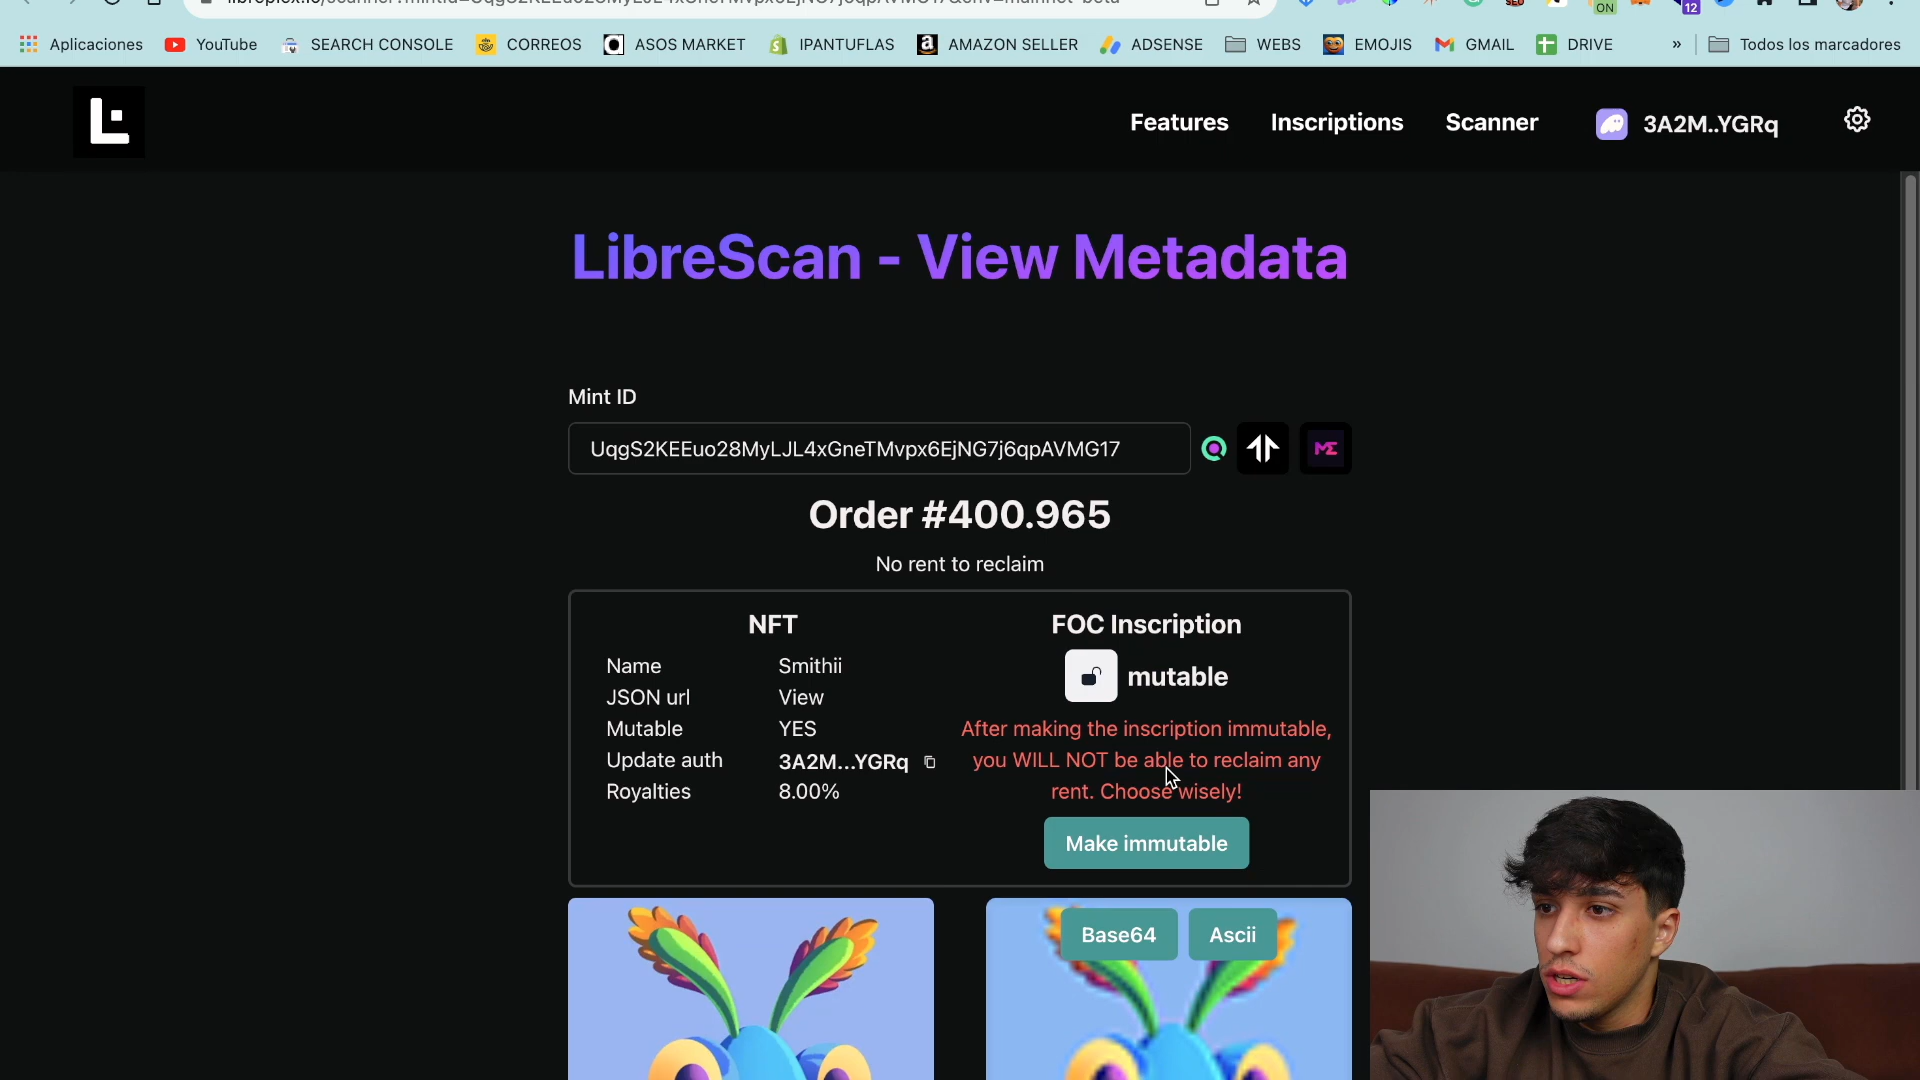 Aplicaciones YouTube SEARCH CONSOLE CORREOS ASOS MARKET IPANTUFLAS AMAZON SELLER ADSENSE WEBS EMOJIS GMAIL DRIVE » Todos los marcadores
ON 12
Features Inscriptions Scanner 3A2M..YGRq
LibreScan - View Metadata
Mint ID
UqgS2KEEuo28MyLJL4xGneTMvpx6EjNG7j6qpAVMG17
Order #400.965
No rent to reclaim
NFT
Name Smithii
JSON url View
Mutable YES
Update auth 3A2M...YGRq
Royalties 8.00%
FOC Inscription
mutable
After making the inscription immutable,
you WILL NOT be able to reclaim any
rent. Choose wisely!
Make immutable
Base64 Ascii